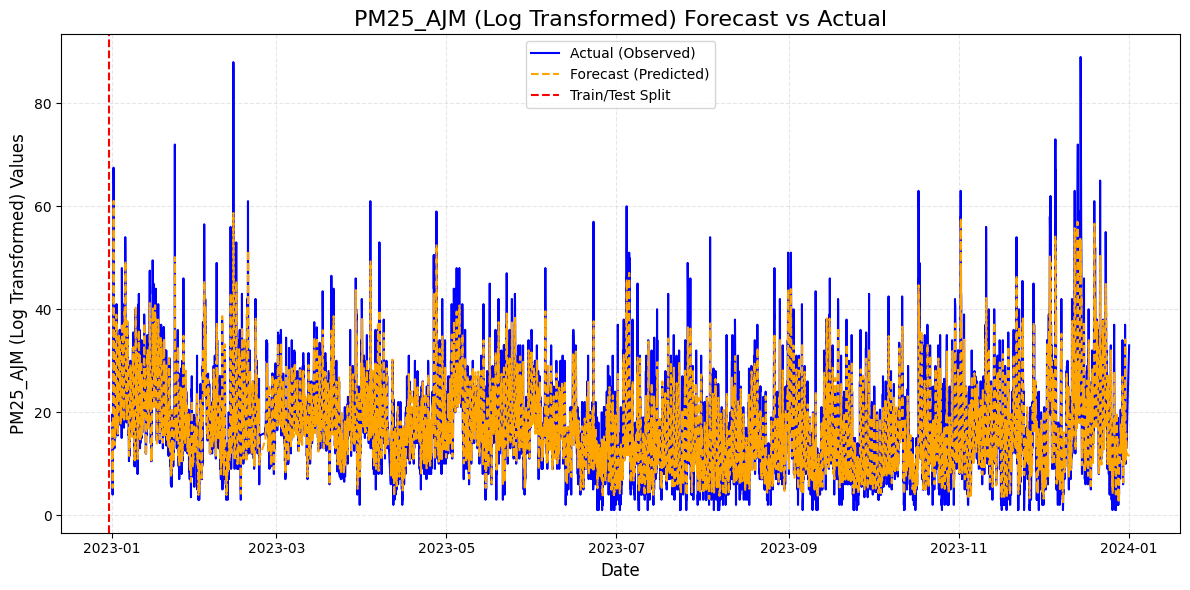 PM25_AJM (Log Transformed) Forecast vs Actual
Actual (Observed)
Forecast (Predicted)
Train/Test Split
PM25_AJM (Log Transformed) Values
80
60
40
20
0
2023-01
2023-03
2023-05
2023-07
2023-09
2023-11
2024-01
Date